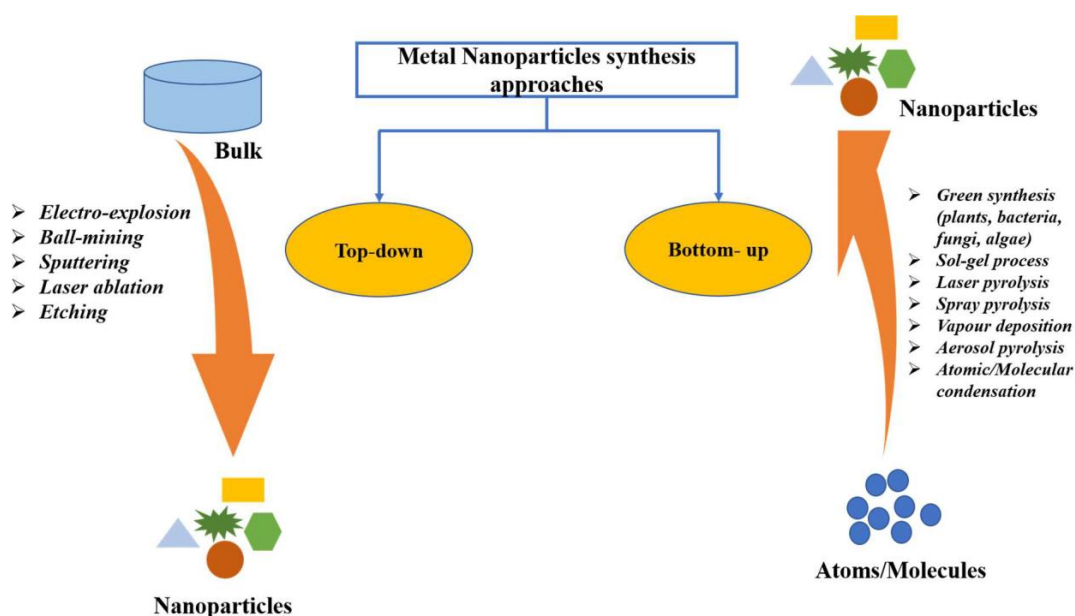 Metal Nanoparticles synthesis
approaches
Bulk
➢ Electro-explosion
➢ Ball-mining
➢ Sputtering
➢ Laser ablation
➢ Etching
Nanoparticles
Top-down
Bottom- up
Nanoparticles
➢ Green synthesis
(plants, bacteria,
fungi, algae)
➢ Sol-gel process
➢ Laser pyrolysis
➢ Spray pyrolysis
➢ Vapour deposition
➢ Aerosol pyrolysis
➢ Atomic/Molecular
condensation
Atoms/Molecules